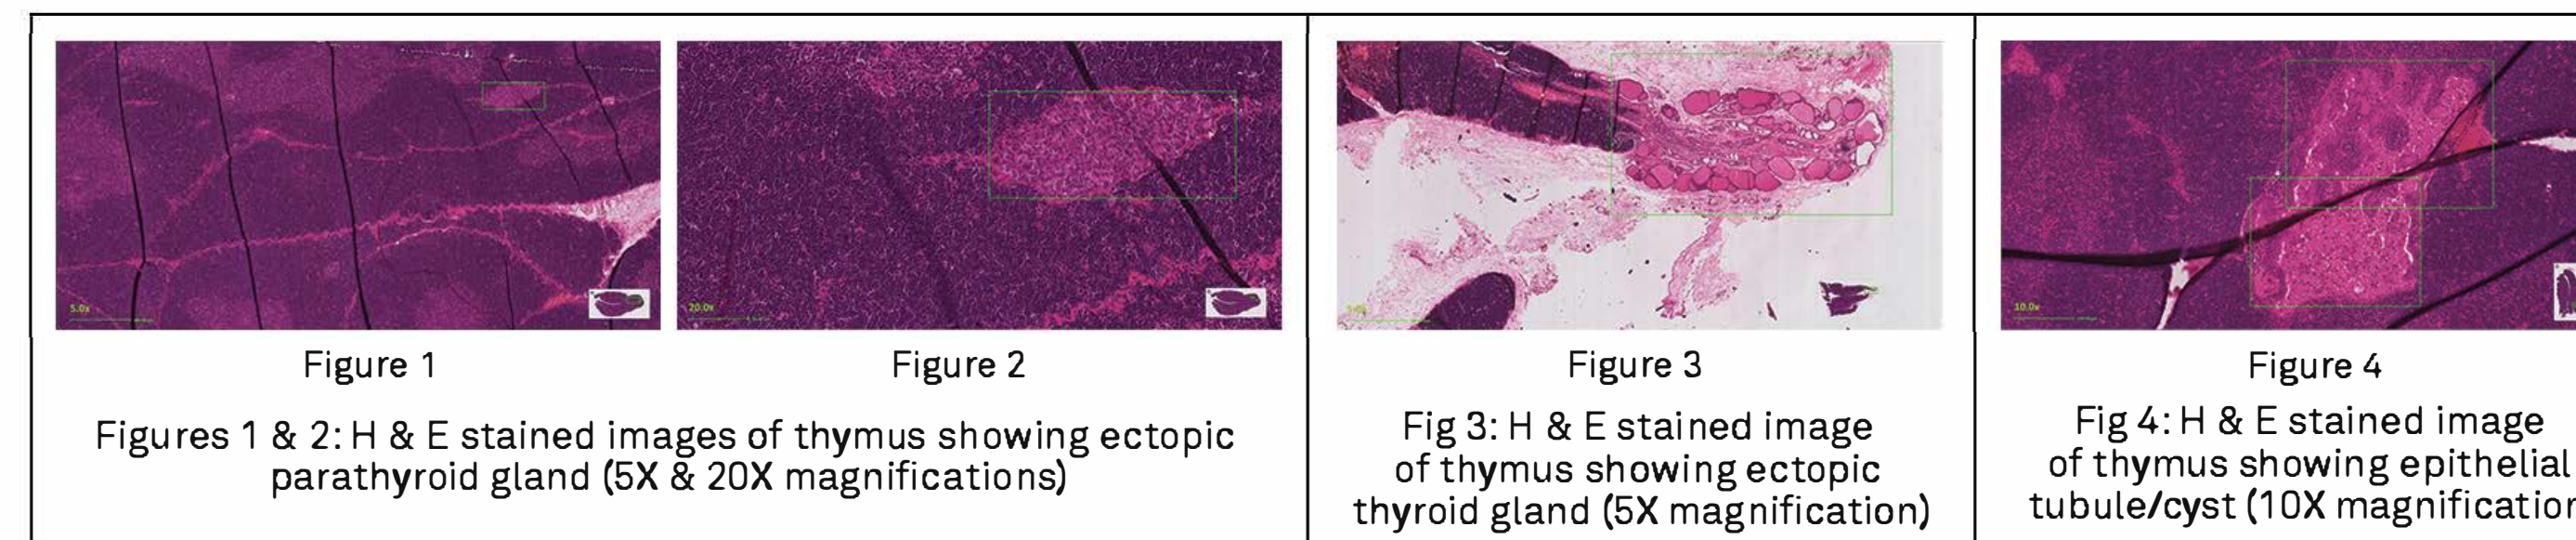 5.0x
20.0x
10.0x
Figure 1
Figure 2
Figure 3
Figure 4
Figures 1 & 2: H & E stained images of thymus showing ectopic
parathyroid gland (5X & 20X magnifications)
Fig 3: H & E stained image
of thymus showing ectopic
thyroid gland (5X magnification)
Fig 4: H & E stained image
of thymus showing epithelial
tubule/cyst (10X magnification